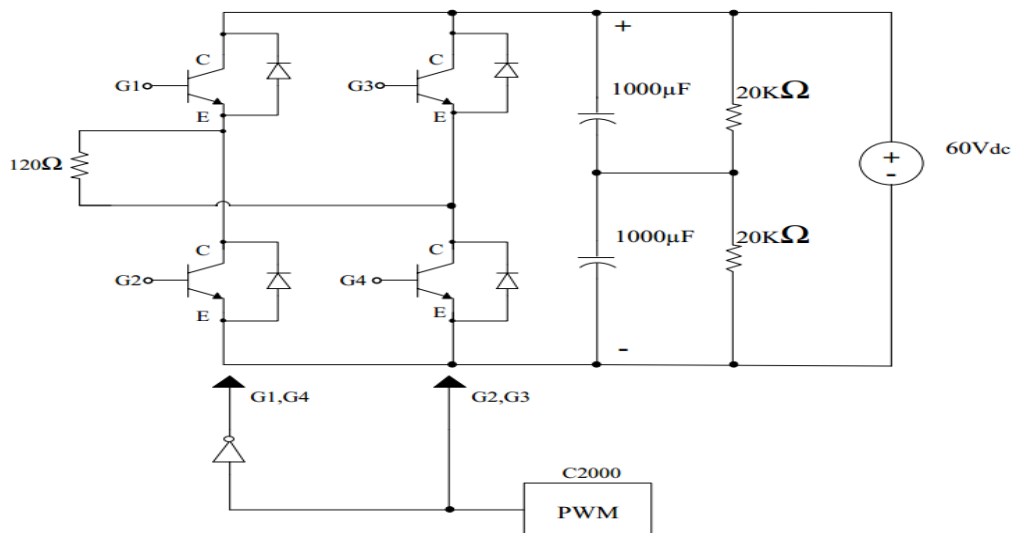 C
C
+
G1
G3
1000µF
20KΩ
E
E
120Ω
+
-
60Vdc
C
C
1000µF
20KΩ
G2
G4
E
E
-
G1,G4
G2,G3
C2000
PWM